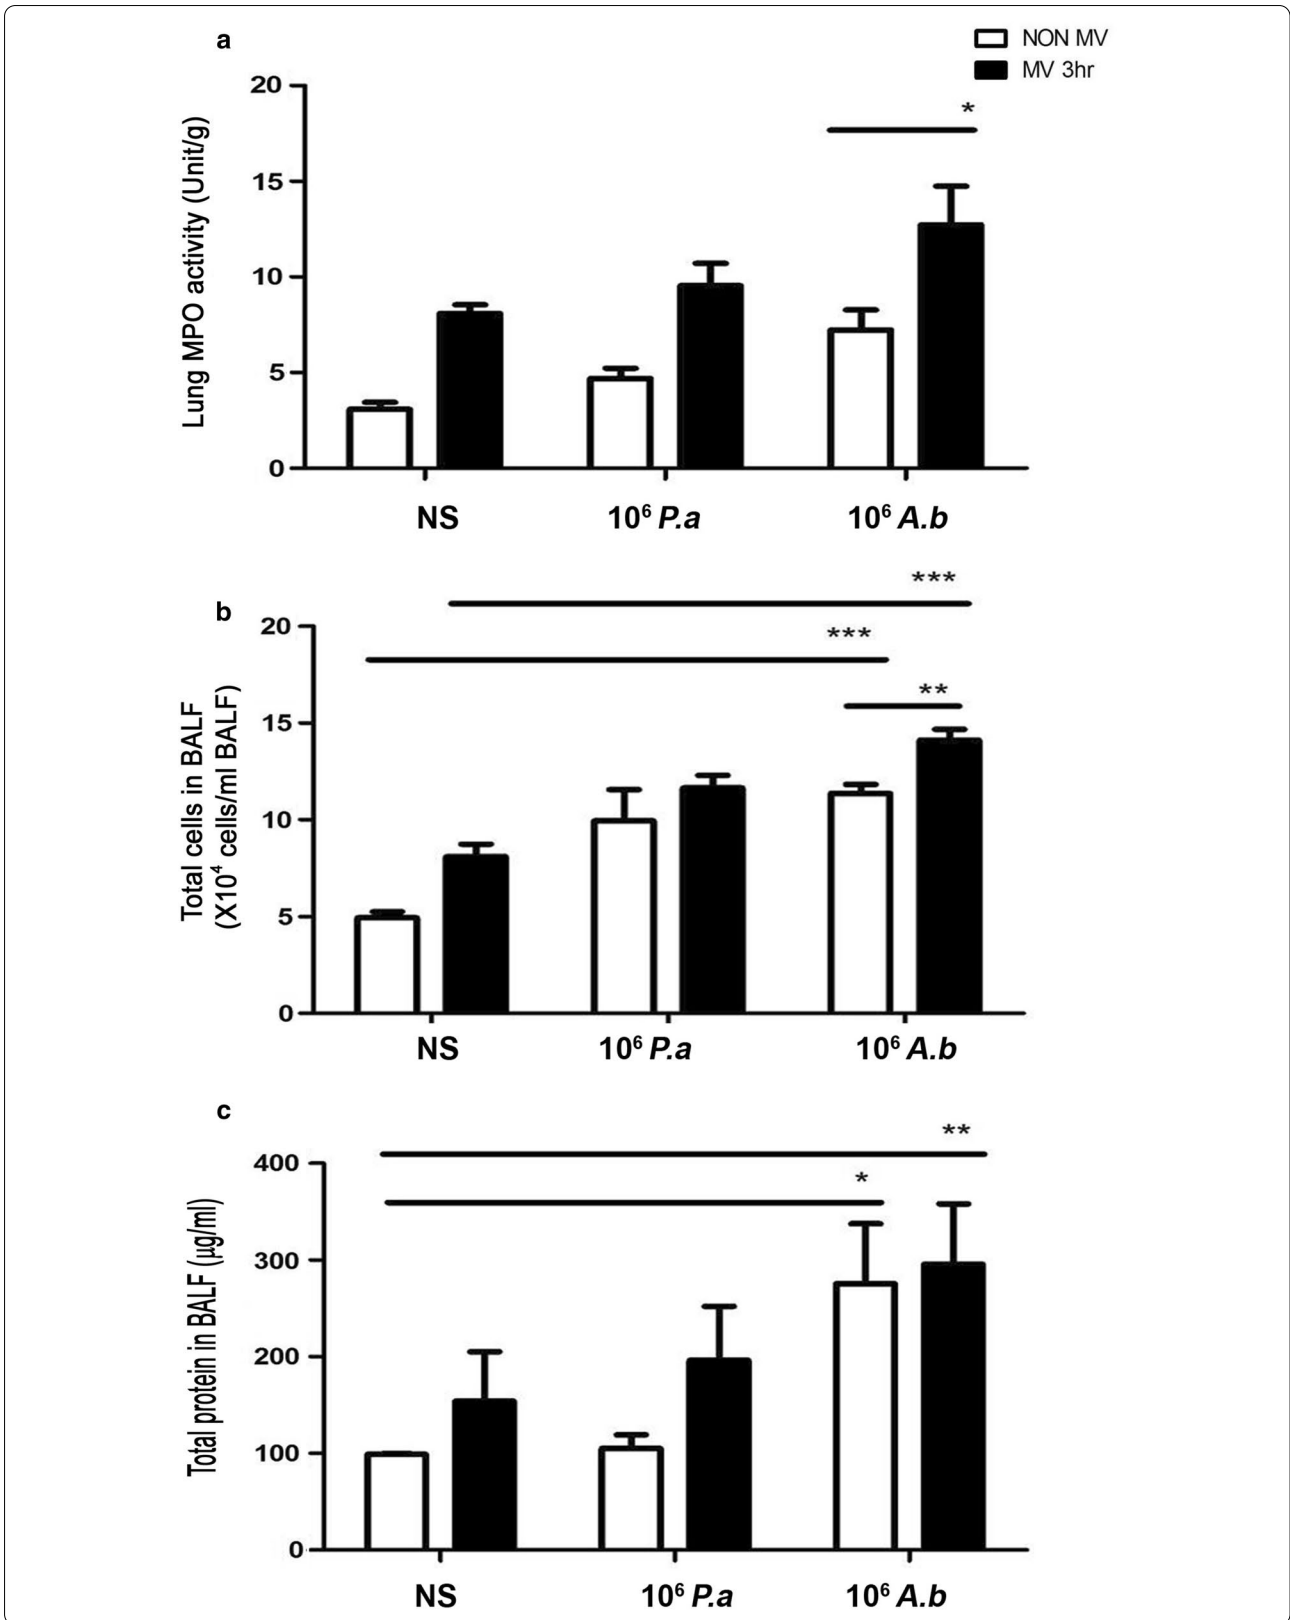 a
NON MV
MV 3hr
Lung MPO activity (Unit/g)
20
15
10
5
0
*
NS
10⁶ P.a
10⁶ A.b
b
Total cells in BALF
(X10⁴ cells/ml BALF)
20
15
10
5
0
***
***
**
NS
10⁶ P.a
10⁶ A.b
c
Total protein in BALF (µg/ml)
400
300
200
100
0
**
*
NS
10⁶ P.a
10⁶ A.b